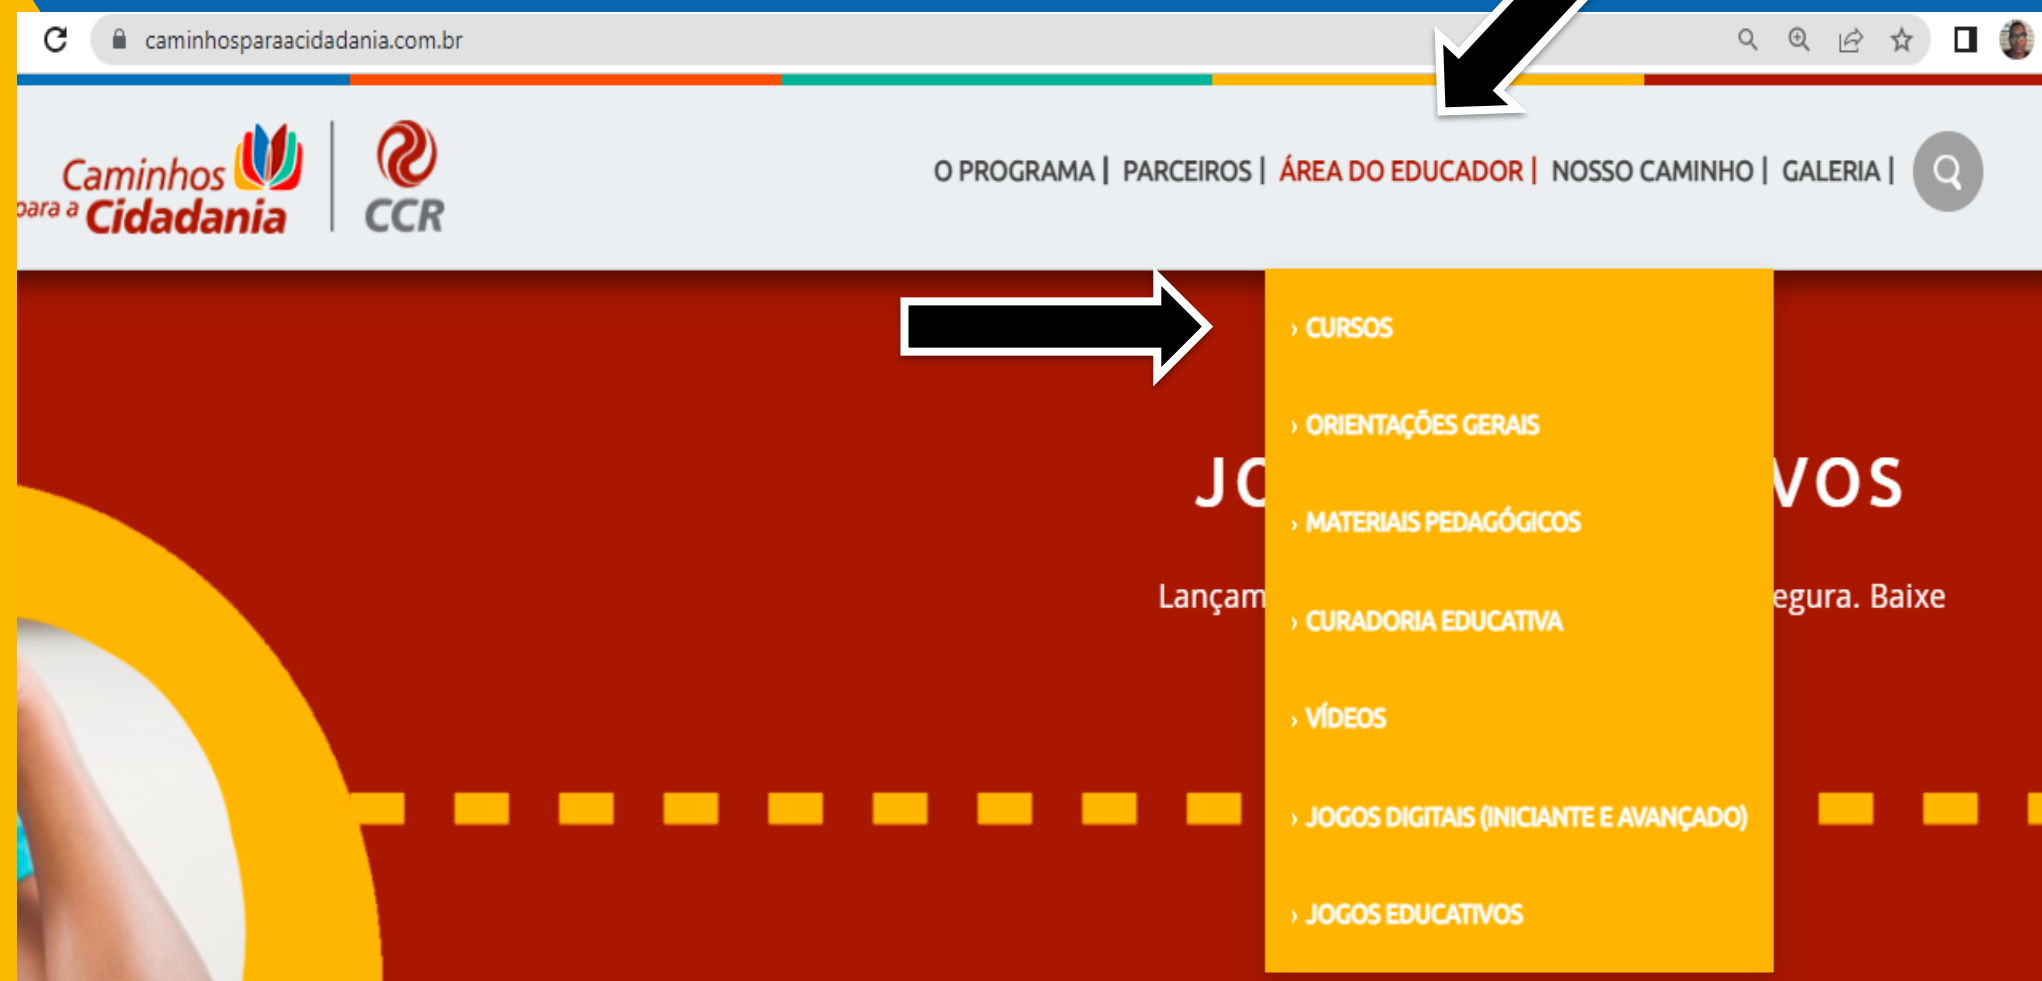 caminhosparaacidadania.com.br
Caminhos
para a Cidadania
CCR
O PROGRAMA | PARCEIROS | ÁREA DO EDUCADOR | NOSSO CAMINHO | GALERIA |
› CURSOS
› ORIENTAÇÕES GERAIS
JO VOS
› MATERIAIS PEDAGÓGICOS
Lançam egura. Baixe
› CURADORIA EDUCATIVA
› VÍDEOS
› JOGOS DIGITAIS (INICIANTE E AVANÇADO)
› JOGOS EDUCATIVOS